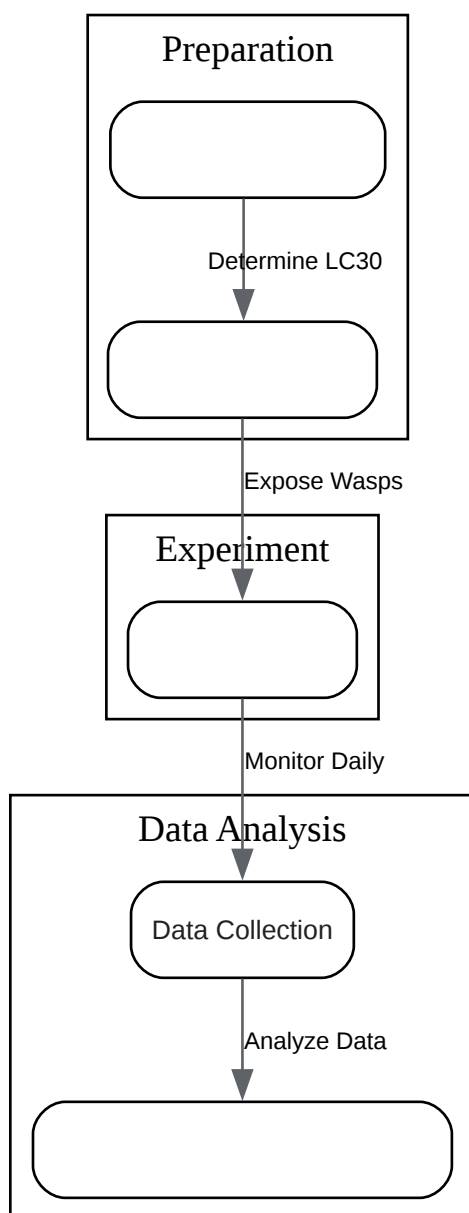 Preparation
Determine LC30
Expose Wasps
Experiment
Monitor Daily
Data Analysis
Data Collection
Analyze Data